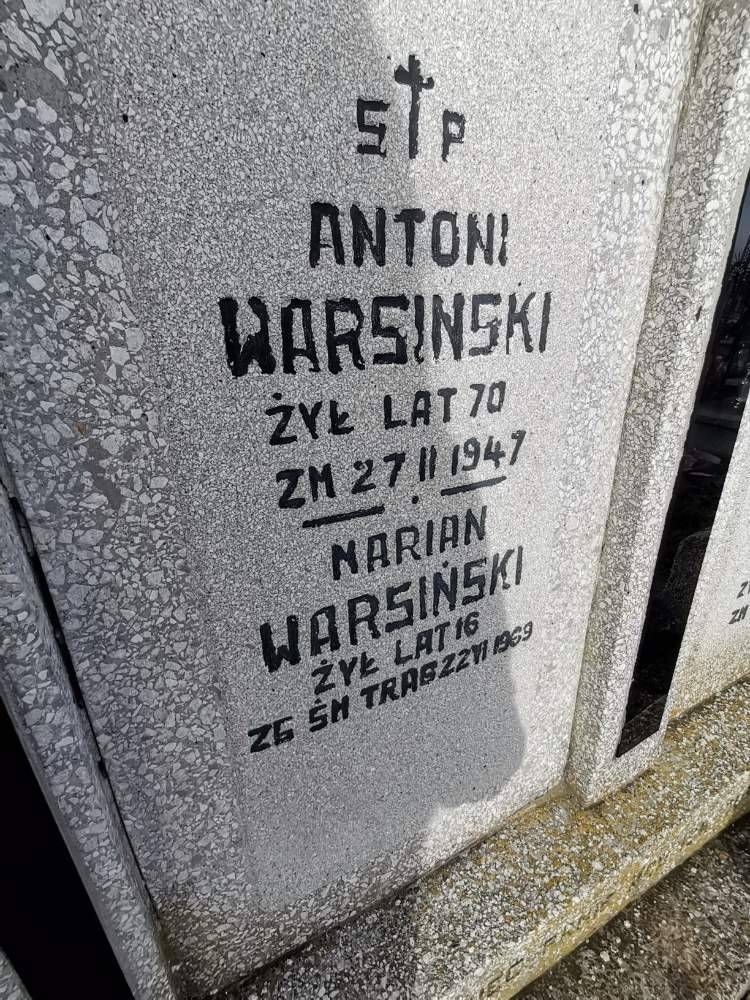 S † P
ANTONI
WARSINSKI
ŻYŁ LAT 70
ZM 27 II 1947
MARIAN
WARSIŃSKI
ŻYŁ LAT 16
ZG ŚM TRAG 22 VI 1969